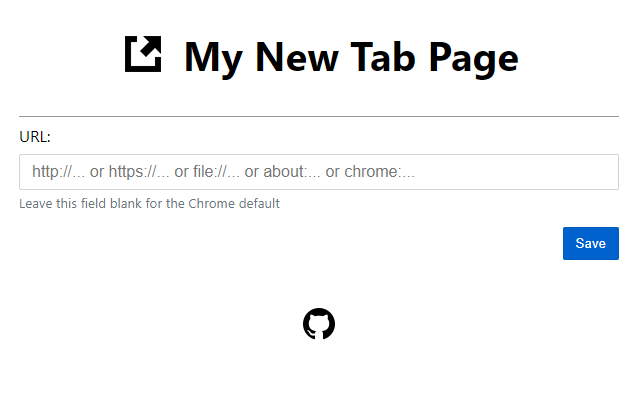 My New Tab Page
URL:
http://... or https://... or file://... or about:... or chrome:...
Leave this field blank for the Chrome default
Save